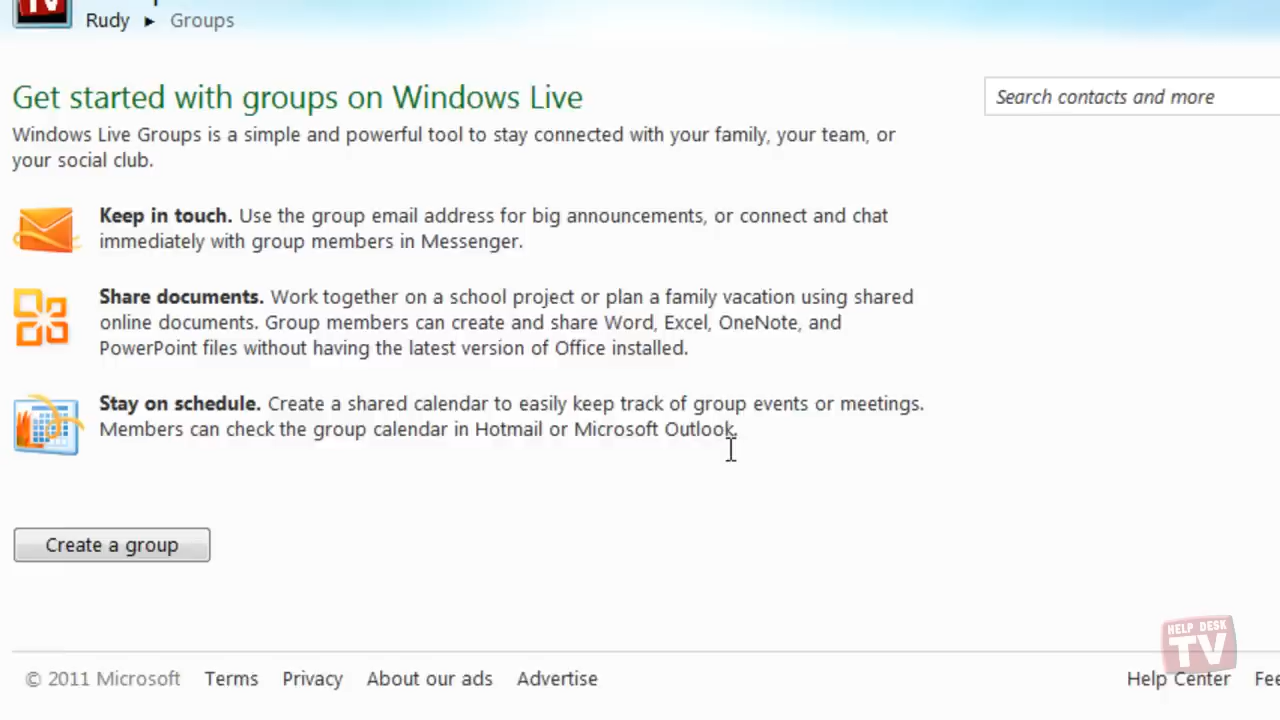 TV
Rudy ► Groups
Get started with groups on Windows Live
Search contacts and more
Windows Live Groups is a simple and powerful tool to stay connected with your family, your team, or
your social club.
Keep in touch. Use the group email address for big announcements, or connect and chat
immediately with group members in Messenger.
Share documents. Work together on a school project or plan a family vacation using shared
online documents. Group members can create and share Word, Excel, OneNote, and
PowerPoint files without having the latest version of Office installed.
Stay on schedule. Create a shared calendar to easily keep track of group events or meetings.
Members can check the group calendar in Hotmail or Microsoft Outlook.
Create a group
HELP DESK
TV
© 2011 Microsoft Terms Privacy About our ads Advertise Help Center